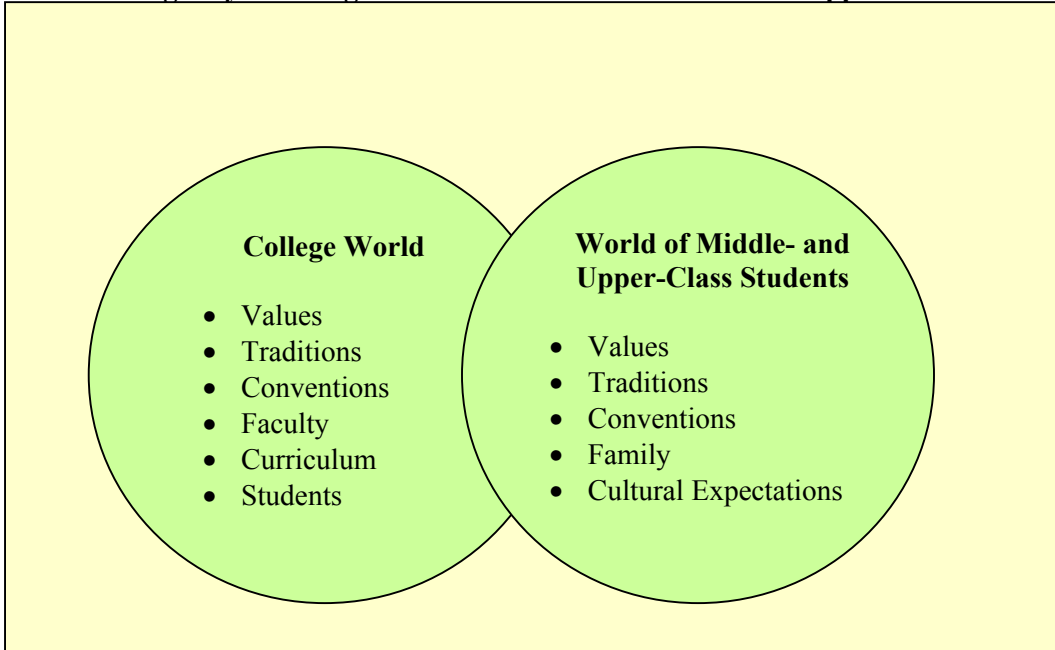 College World
• Values
• Traditions
• Conventions
• Faculty
• Curriculum
• Students
World of Middle- and
Upper-Class Students
• Values
• Traditions
• Conventions
• Family
• Cultural Expectations